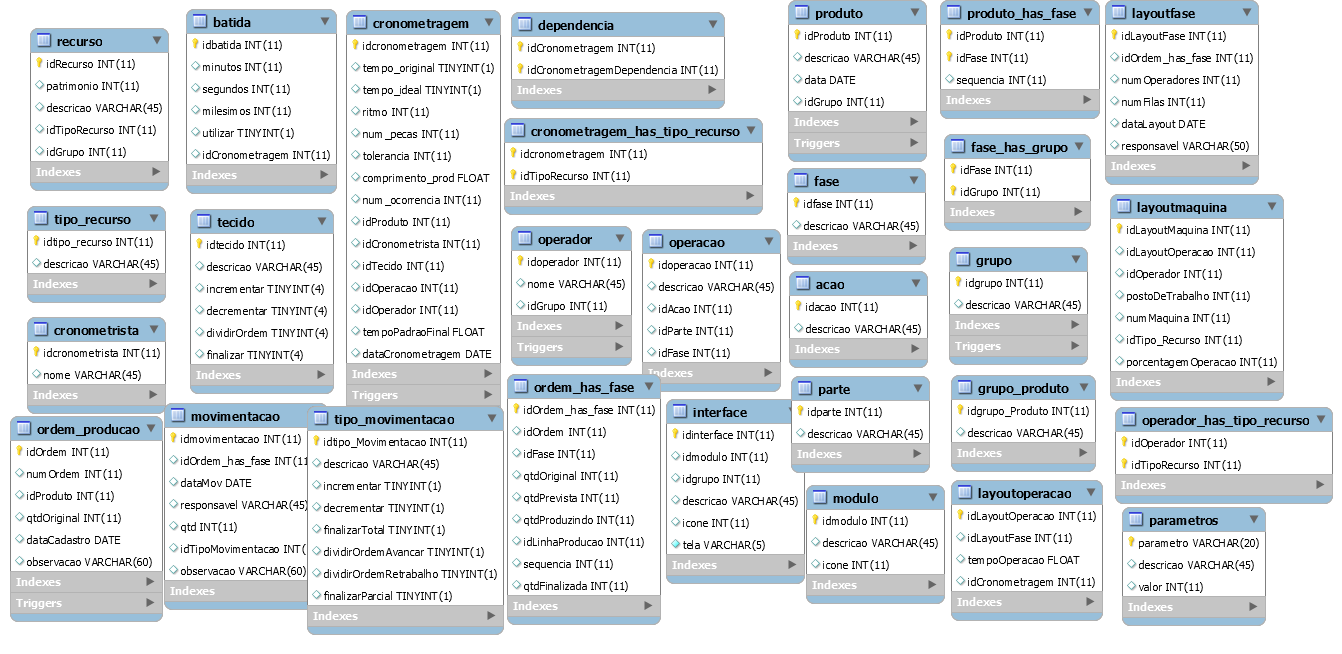 recurso
idRecurso INT(11)
patrimonio INT(11)
descricao VARCHAR(45)
idTipoRecurso INT(11)
idGrupo INT(11)
Indexes
tipo_recurso
idtipo_recurso INT(11)
descricao VARCHAR(45)
Indexes
cronometrista
idcronometrista INT(11)
nome VARCHAR(45)
Indexes
ordem_producao
idOrdem INT(11)
numOrdem INT(11)
idProduto INT(11)
qtdOriginal INT(11)
dataCadastro DATE
observacao VARCHAR(60)
Indexes
Triggers
batida
idbatida INT(11)
minutos INT(11)
segundos INT(11)
milesimos INT(11)
utilizar TINYINT(1)
idCronometragem INT(11)
Indexes
tecido
idtecido INT(11)
descricao VARCHAR(45)
incrementar TINYINT(4)
decrementar TINYINT(4)
dividirOrdem TINYINT(4)
finalizar TINYINT(4)
Indexes
movimentacao
idmovimentacao INT(11)
idOrdem_has_fase INT(11
dataMov DATE
responsavel VARCHAR(45)
qtd INT(11)
idTipoMovimentacao INT(
observacao VARCHAR(60)
Indexes
cronometragem
idcronometragem INT(11)
tempo_original TINYINT(1)
tempo_ideal TINYINT(1)
ritmo INT(11)
num_pecas INT(11)
tolerancia INT(11)
comprimento_prod FLOAT
num_ocorrencia INT(11)
idProduto INT(11)
idCronometrista INT(11)
idTecido INT(11)
idOperacao INT(11)
idOperador INT(11)
tempoPadraoFinal FLOAT
dataCronometragem DATE
Indexes
Triggers
tipo_movimentacao
idtipo_Movimentacao INT(11)
descricao VARCHAR(45)
incrementar TINYINT(1)
decrementar TINYINT(1)
finalizarTotal TINYINT(1)
dividirOrdemAvancar TINYINT(1)
dividirOrdemRetrabalho TINYINT(1)
finalizarParcial TINYINT(1)
Indexes
dependencia
idCronometragem INT(11)
idCronometragemDependencia INT(11)
Indexes
cronometragem_has_tipo_recurso
idcronometragem INT(11)
idTipoRecurso INT(11)
Indexes
operador
idoperador INT(11)
nome VARCHAR(45)
idGrupo INT(11)
Indexes
Triggers
operacao
idoperacao INT(11)
descricao VARCHAR(45)
idAcao INT(11)
idParte INT(11)
idFase INT(11)
Indexes
ordem_has_fase
idOrdem_has_fase INT(11)
idOrdem INT(11)
idFase INT(11)
qtdOriginal INT(11)
qtdPrevista INT(11)
qtdProduzindo INT(11)
idLinhaProducao INT(11)
sequencia INT(11)
qtdFinalizada INT(11)
Indexes
interface
idinterface INT(11)
idmodulo INT(11)
idgrupo INT(11)
descricao VARCHAR(45)
icone INT(11)
tela VARCHAR(5)
Indexes
produto
idProduto INT(11)
descricao VARCHAR(45)
data DATE
idGrupo INT(11)
Indexes
Triggers
fase
idfase INT(11)
descricao VARCHAR(45)
Indexes
acao
idacao INT(11)
descricao VARCHAR(45)
Indexes
parte
idparte INT(11)
descricao VARCHAR(45)
Indexes
modulo
idmodulo INT(11)
descricao VARCHAR(45)
icone INT(11)
Indexes
produto_has_fase
idProduto INT(11)
idFase INT(11)
sequencia INT(11)
Indexes
fase_has_grupo
idFase INT(11)
idGrupo INT(11)
Indexes
grupo
idgrupo INT(11)
descricao VARCHAR(45)
Indexes
Triggers
grupo_produto
idgrupo_Produto INT(11)
descricao VARCHAR(45)
Indexes
layoutoperacao
idLayoutOperacao INT(11)
idLayoutFase INT(11)
tempoOperacao FLOAT
idCronometragem INT(11)
Indexes
layoutfase
idLayoutFase INT(11)
idOrdem_has_fase INT(11)
numOperadores INT(11)
numFilas INT(11)
dataLayout DATE
responsavel VARCHAR(50)
Indexes
layoutmaquina
idLayoutMaquina INT(11)
idLayoutOperacao INT(11)
idOperador INT(11)
postoDeTrabalho INT(11)
numMaquina INT(11)
idTipo_Recurso INT(11)
porcentagemOperacao INT(11)
Indexes
operador_has_tipo_recurso
idOperador INT(11)
idTipoRecurso INT(11)
Indexes
parametros
parametro VARCHAR(20)
descricao VARCHAR(45)
valor INT(11)
Indexes